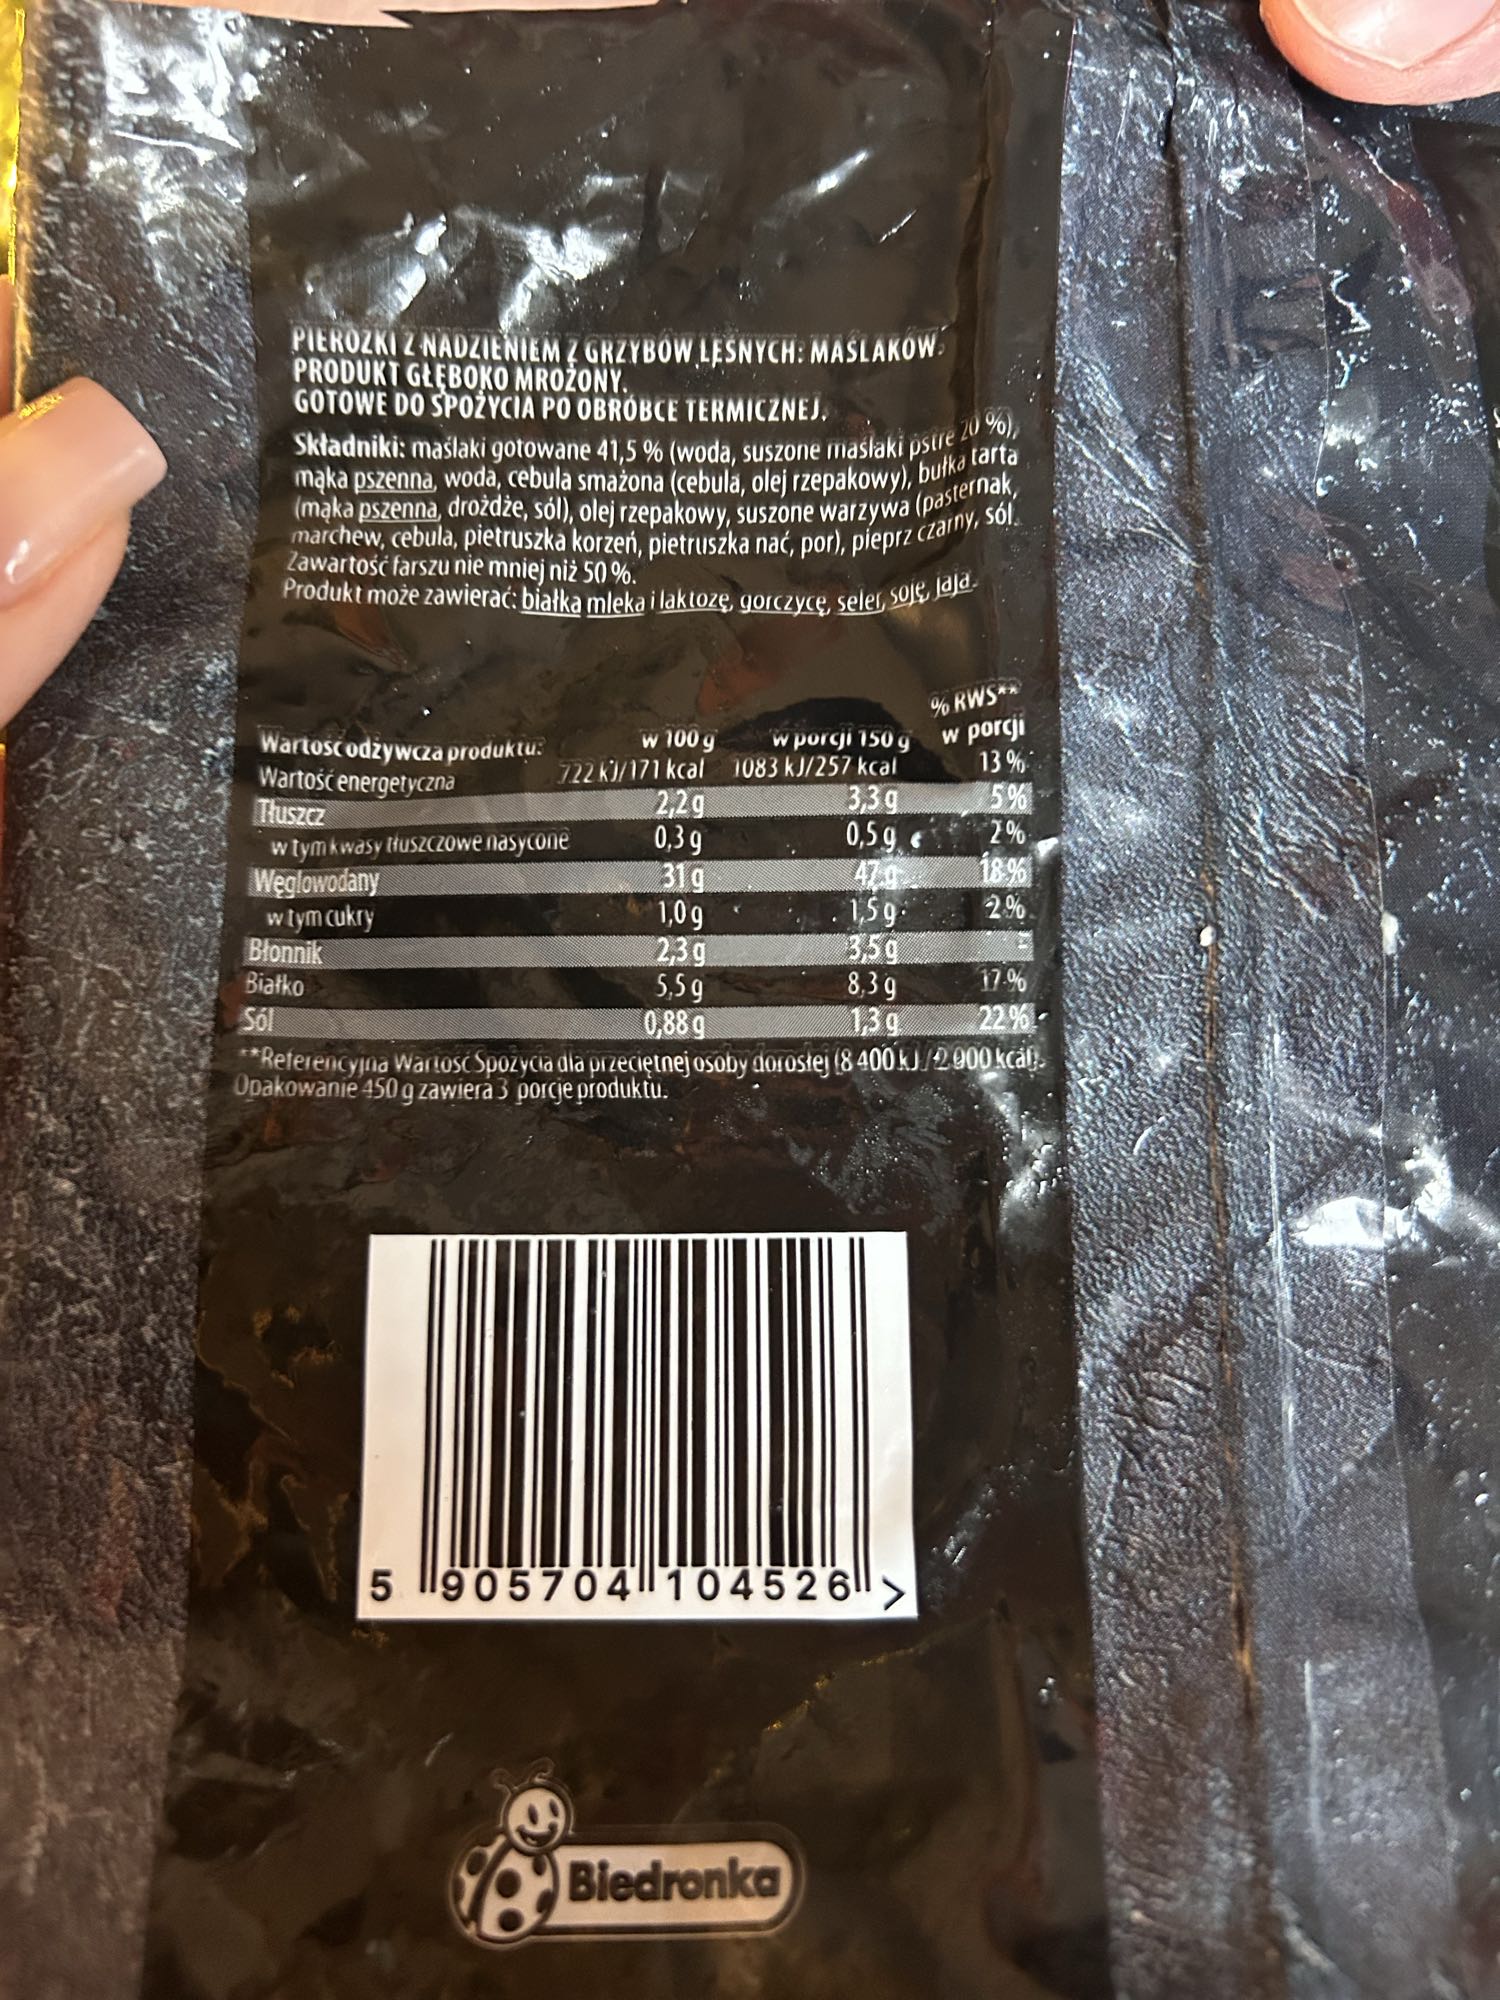 PIEROŻKI Z NADZIENIEM Z GRZYBÓW LEŚNYCH: MAŚLAKÓW.
PRODUKT GŁĘBOKO MROŻONY.
GOTOWE DO SPOŻYCIA PO OBRÓBCE TERMICZNEJ.
Składniki: maślaki gotowane 41,5 % (woda, suszone maślaki pstre 20 %),
mąka pszenna, woda, cebula smażona (cebula, olej rzepakowy), bułka tarta
(mąka pszenna, drożdże, sól), olej rzepakowy, suszone warzywa (pasternak,
marchew, cebula, pietruszka korzeń, pietruszka nać, por), pieprz czarny, sól.
Zawartość farszu nie mniej niż 50 %.
Produkt może zawierać: białka mleka i laktozę, gorczycę, seler, soję, jaja.
% RWS**
Wartość odżywcza produktu: w 100 g w porcji 150 g w porcji
Wartość energetyczna 722 kJ/171 kcal 1083 kJ/257 kcal 13 %
Tłuszcz 2,2 g 3,3 g 5 %
w tym kwasy tłuszczowe nasycone 0,3 g 0,5 g 2 %
Węglowodany 31 g 47 g 18 %
w tym cukry 1,0 g 1,5 g 2 %
Błonnik 2,3 g 3,5 g -
Białko 5,5 g 8,3 g 17 %
Sól 0,88 g 1,3 g 22 %
**Referencyjna Wartość Spożycia dla przeciętnej osoby dorosłej (8 400 kJ / 2 000 kcal).
Opakowanie 450 g zawiera 3 porcje produktu.
5 905704 104526 >
Biedronka